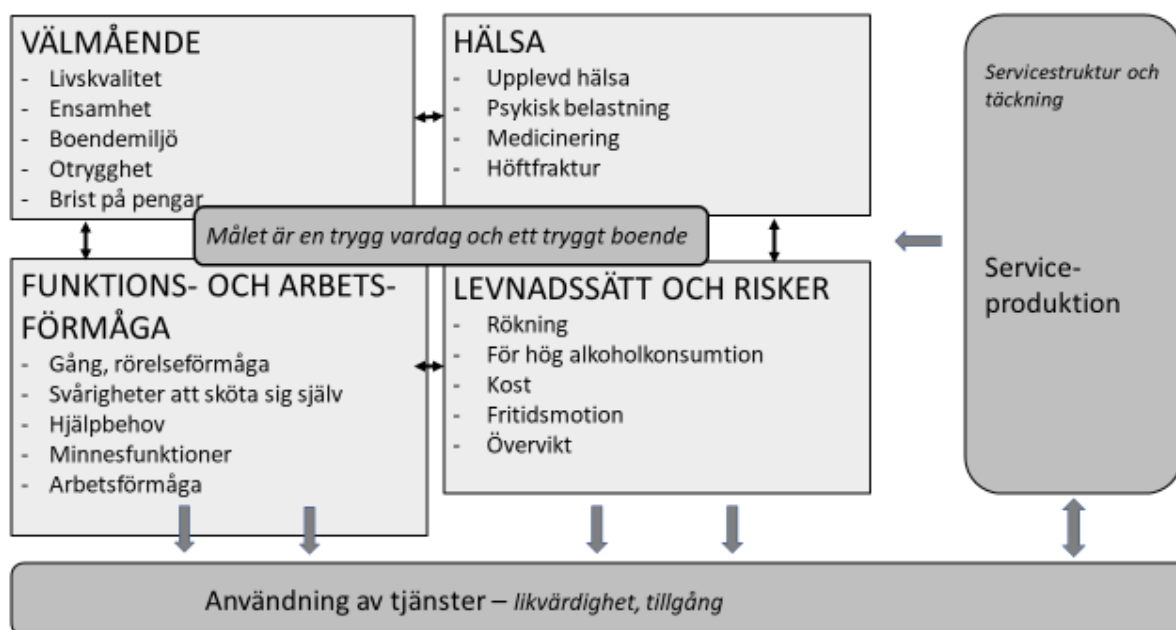 VÄLMÅENDE
- Livskvalitet
- Ensamhet
- Boendemiljö
- Otrygghet
- Brist på pengar
HÄLSA
- Upplevd hälsa
- Psykisk belastning
- Medicinering
- Höftfraktur
Målet är en trygg vardag och ett tryggt boende
FUNKTIONS- OCH ARBETS-
FÖRMÅGA
- Gång, rörelseförmåga
- Svårigheter att sköta sig själv
- Hjälpbehov
- Minnesfunktioner
- Arbetsförmåga
LEVNADSSÄTT OCH RISKER
- Rökning
- För hög alkoholkonsumtion
- Kost
- Fritidsmotion
- Övervikt
Servicestruktur och
täckning
Service-
produktion
Användning av tjänster – likvärdighet, tillgång